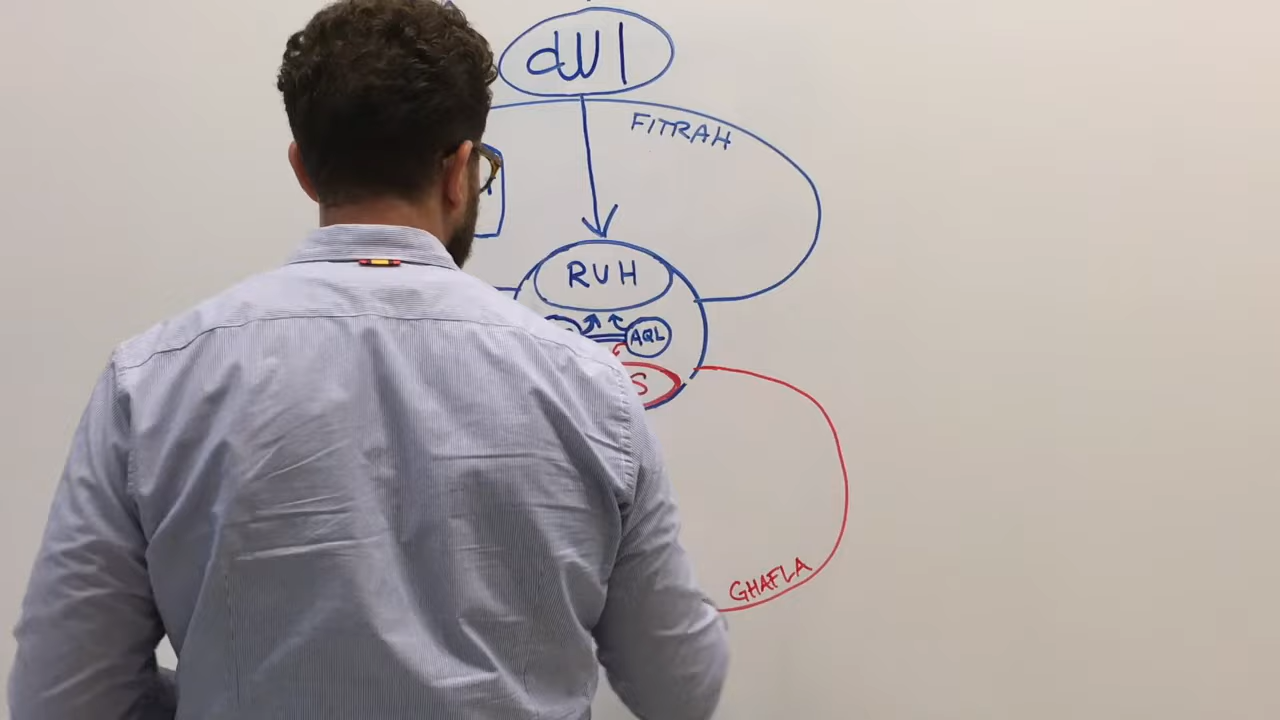 الله
FITRAH
RUH
AQL
S
GHAFLA